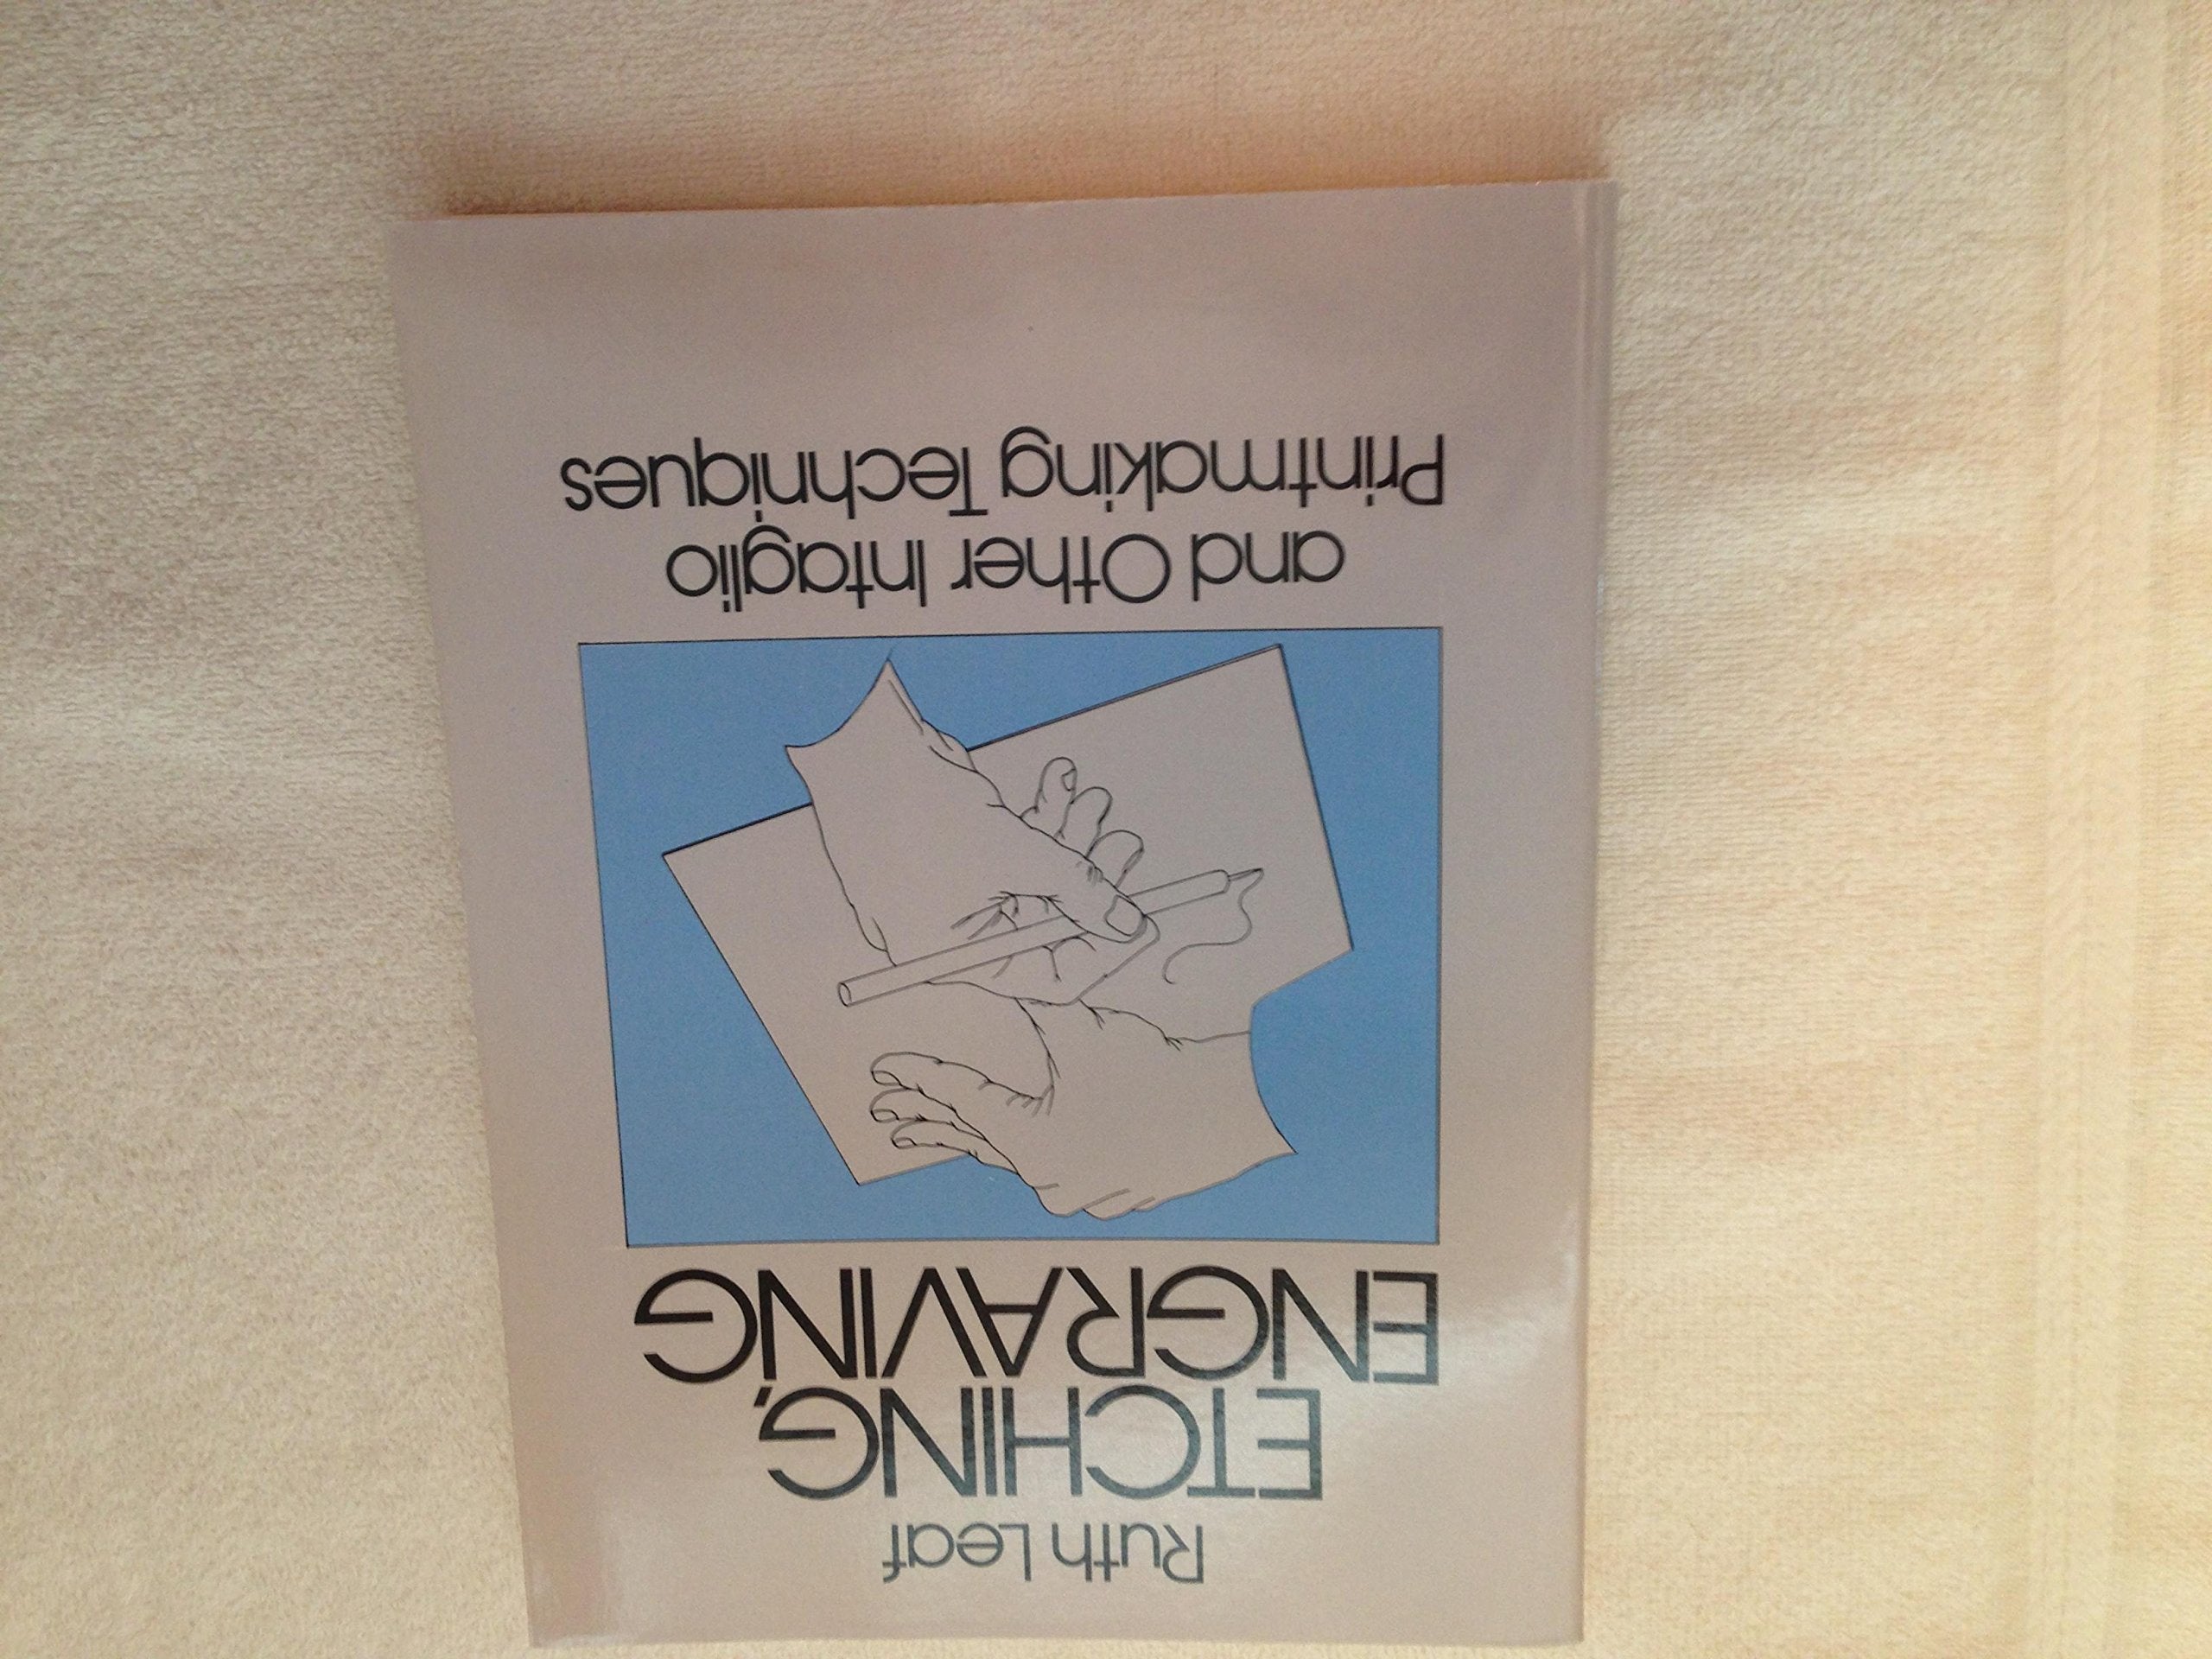 Ruth Leaf
ETCHING,
ENGRAVING
and Other Intaglio
Printmaking Techniques